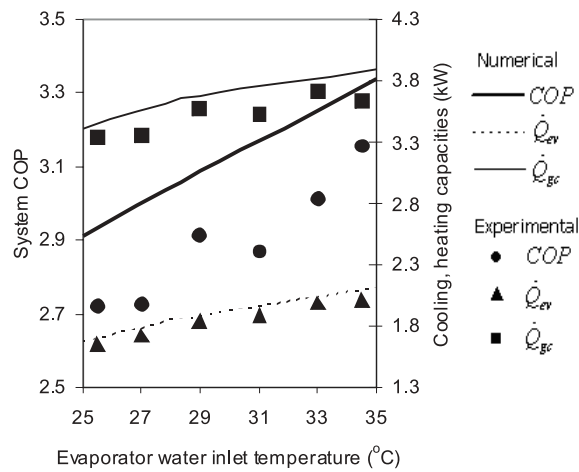 System COP
3.5
3.3
3.1
2.9
2.7
2.5
25
27
29
31
33
35
Evaporator water inlet temperature (°C)
4.3
3.8
3.3
2.8
2.3
1.8
1.3
Cooling, heating capacities (kW)
Numerical
COP
Q̇ev
Q̇gc
Experimental
COP
Q̇ev
Q̇gc